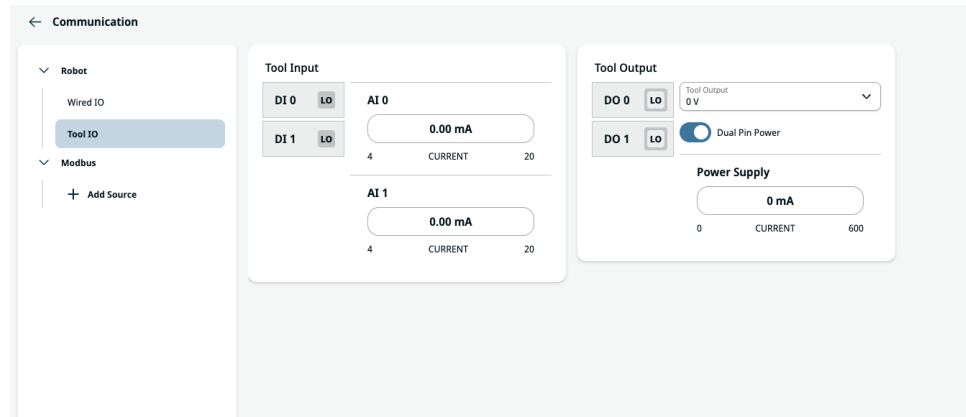 Communication
Robot
Wired IO
Tool IO
Modbus
Add Source
Tool Input
DI 0 LO
DI 1 LO
AI 0
0.00 mA
4 CURRENT 20
AI 1
0.00 mA
4 CURRENT 20
Tool Output
DO 0 LO
DO 1 LO
Tool Output
0 V
Dual Pin Power
Power Supply
0 mA
0 CURRENT 600